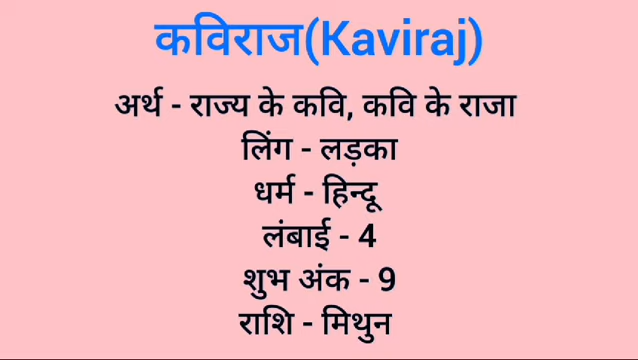 कविराज(Kaviraj)
अर्थ - राज्य के कवि, कवि के राजा
लिंग - लड़का
धर्म - हिन्दू
लंबाई - 4
शुभ अंक - 9
राशि - मिथुन